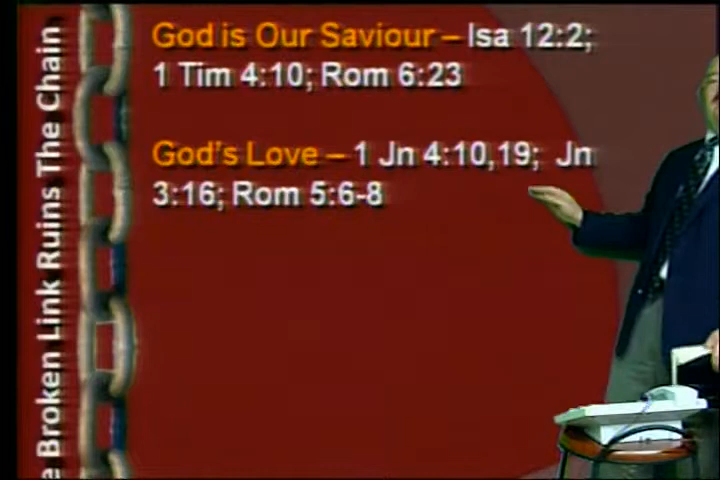 God is Our Saviour – Isa 12:2;
1 Tim 4:10; Rom 6:23
God's Love – 1 Jn 4:10,19; Jn
3:16; Rom 5:6-8
e Broken Link Ruins The Chain